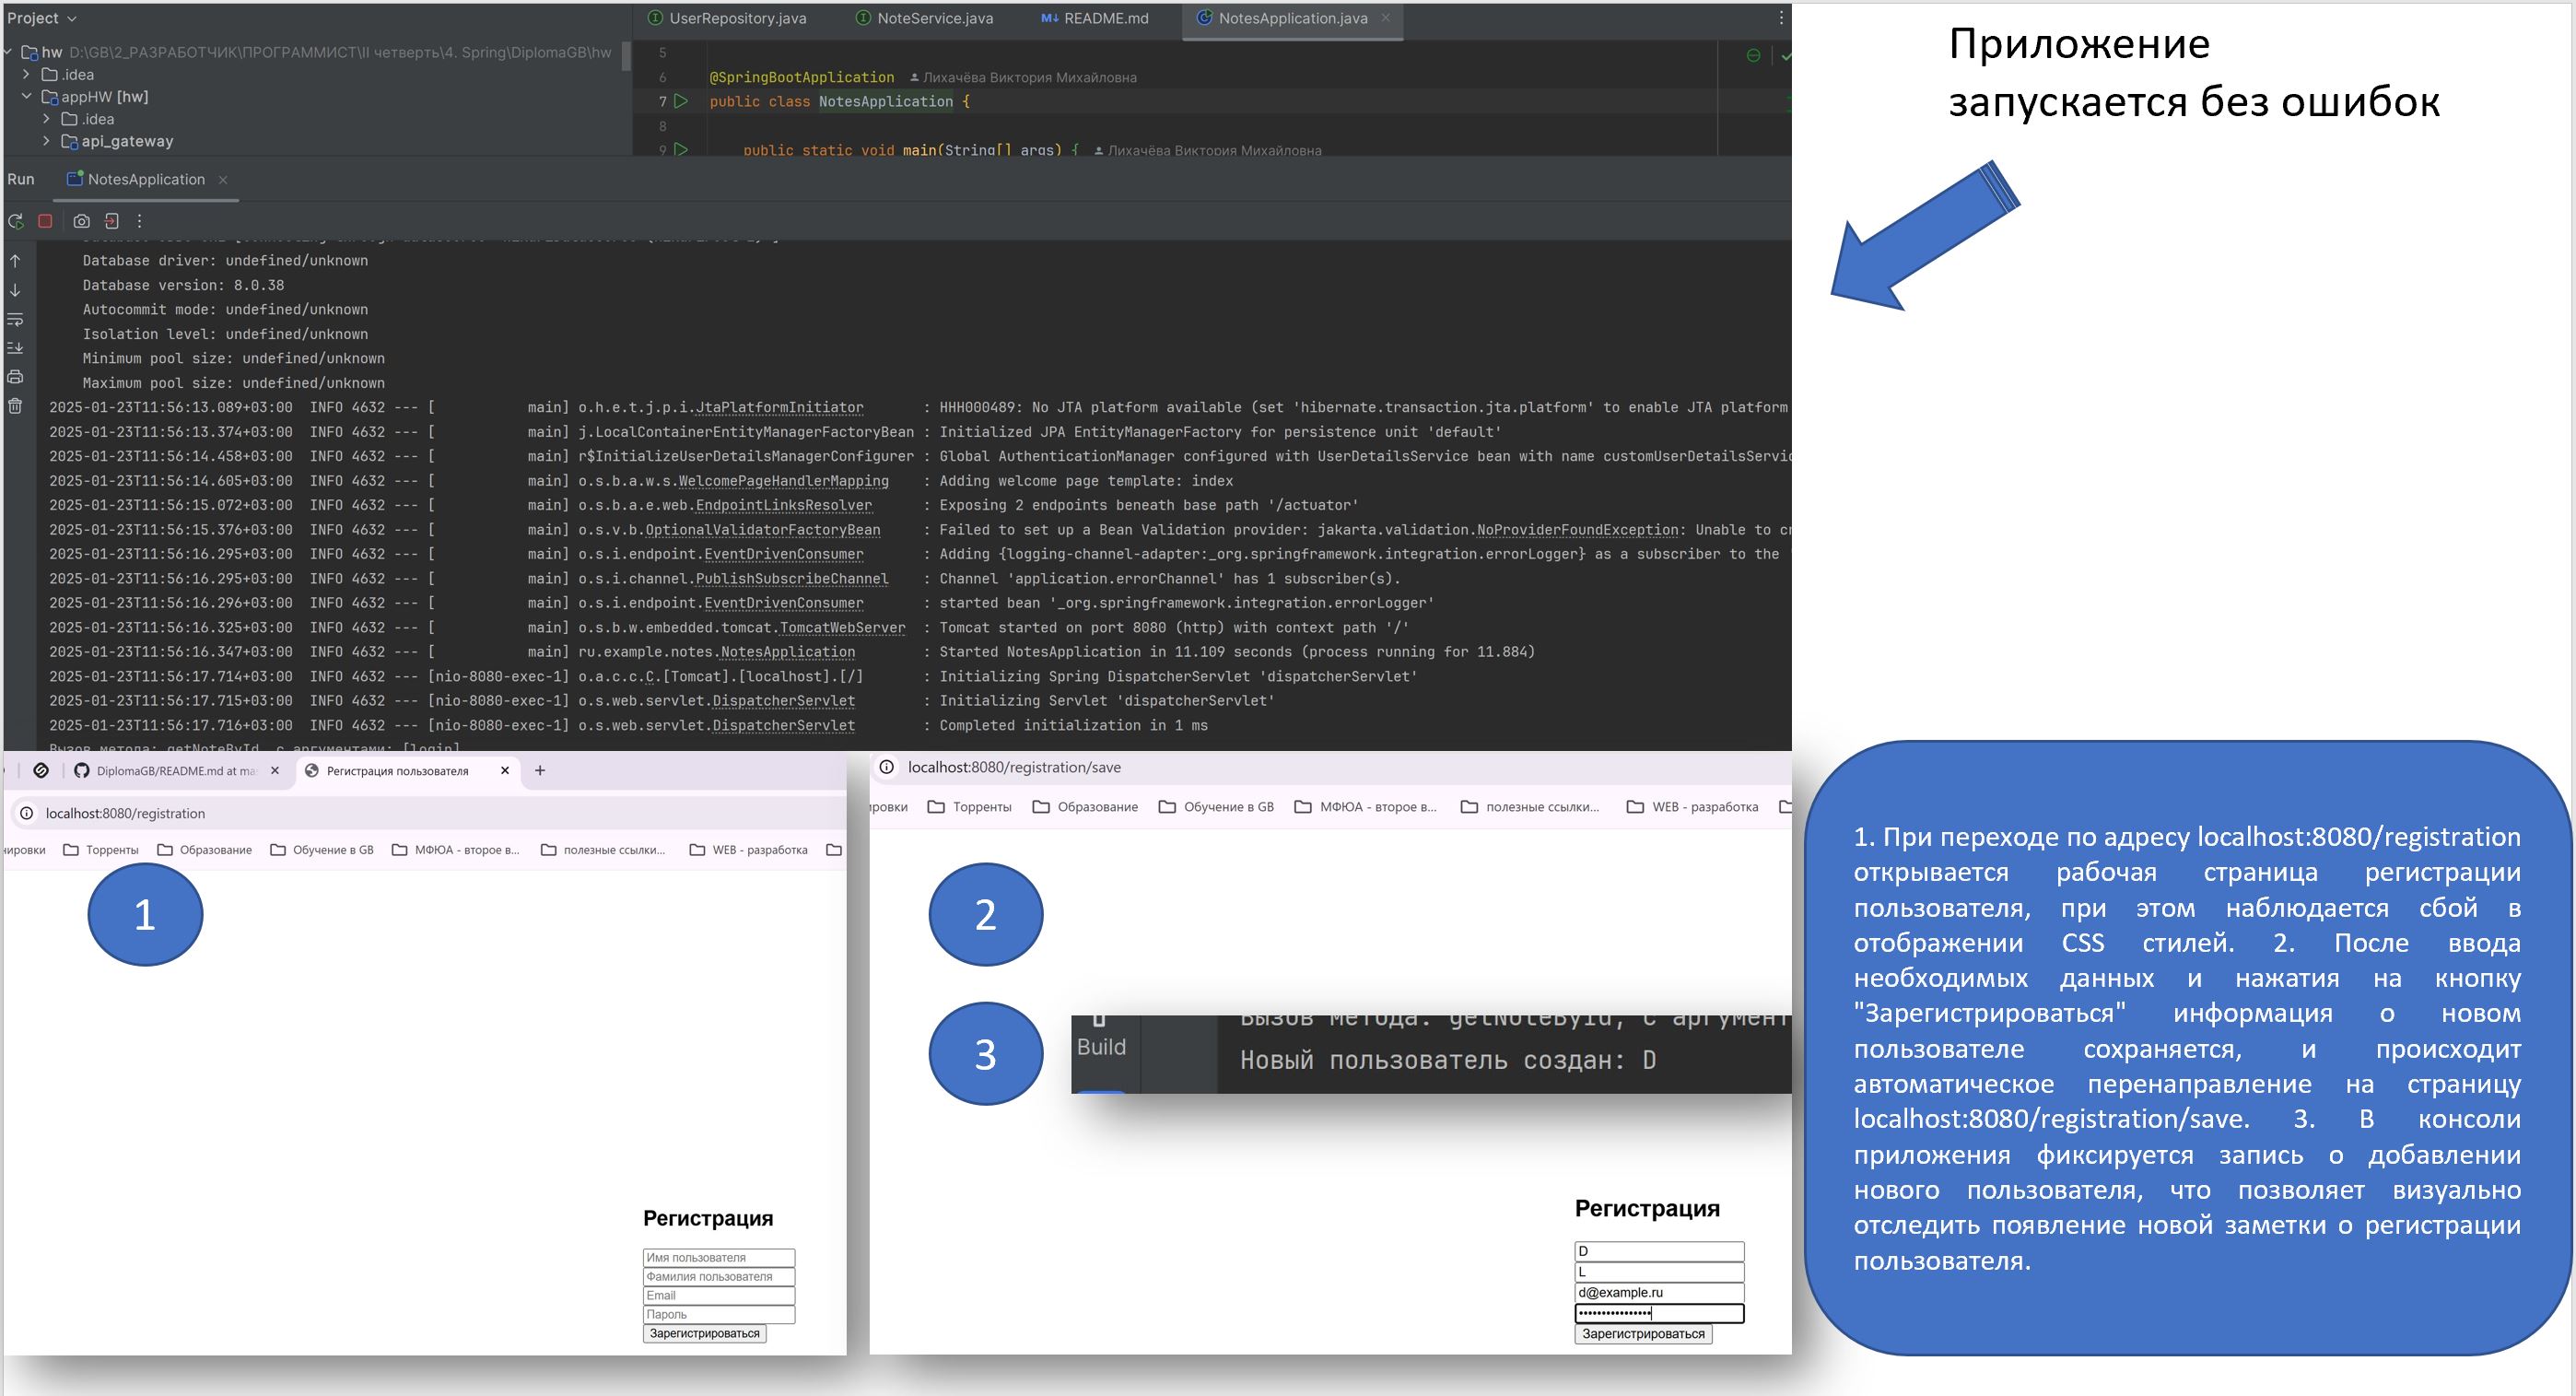 Project
hw D:\GB\2_РАЗРАБОТЧИК\ПРОГРАММИСТ\II четверть\4. Spring\DiplomaGB\hw
.idea
appHW [hw]
.idea
api_gateway
UserRepository.java
NoteService.java
README.md
NotesApplication.java
5
6 @SpringBootApplication Лихачёва Виктория Михайловна
7 public class NotesApplication {
8
9 public static void main(String[] args) { Лихачёва Виктория Михайловна
Приложение
запускается без ошибок
Run NotesApplication
Database driver: undefined/unknown
Database version: 8.0.38
Autocommit mode: undefined/unknown
Isolation level: undefined/unknown
Minimum pool size: undefined/unknown
Maximum pool size: undefined/unknown
2025-01-23T11:56:13.089+03:00 INFO 4632 --- [ main] o.h.e.t.j.p.i.JtaPlatformInitiator : HHH000489: No JTA platform available (set 'hibernate.transaction.jta.platform' to enable JTA platform
2025-01-23T11:56:13.374+03:00 INFO 4632 --- [ main] j.LocalContainerEntityManagerFactoryBean : Initialized JPA EntityManagerFactory for persistence unit 'default'
2025-01-23T11:56:14.458+03:00 INFO 4632 --- [ main] r$InitializeUserDetailsManagerConfigurer : Global AuthenticationManager configured with UserDetailsService bean with name customUserDetailsServic
2025-01-23T11:56:14.605+03:00 INFO 4632 --- [ main] o.s.b.a.w.s.WelcomePageHandlerMapping : Adding welcome page template: index
2025-01-23T11:56:15.072+03:00 INFO 4632 --- [ main] o.s.b.a.e.web.EndpointLinksResolver : Exposing 2 endpoints beneath base path '/actuator'
2025-01-23T11:56:15.376+03:00 INFO 4632 --- [ main] o.s.v.b.OptionalValidatorFactoryBean : Failed to set up a Bean Validation provider: jakarta.validation.NoProviderFoundException: Unable to cr
2025-01-23T11:56:16.295+03:00 INFO 4632 --- [ main] o.s.i.endpoint.EventDrivenConsumer : Adding {logging-channel-adapter:_org.springframework.integration.errorLogger} as a subscriber to the '
2025-01-23T11:56:16.295+03:00 INFO 4632 --- [ main] o.s.i.channel.PublishSubscribeChannel : Channel 'application.errorChannel' has 1 subscriber(s).
2025-01-23T11:56:16.296+03:00 INFO 4632 --- [ main] o.s.i.endpoint.EventDrivenConsumer : started bean '_org.springframework.integration.errorLogger'
2025-01-23T11:56:16.325+03:00 INFO 4632 --- [ main] o.s.b.w.embedded.tomcat.TomcatWebServer : Tomcat started on port 8080 (http) with context path '/'
2025-01-23T11:56:16.347+03:00 INFO 4632 --- [ main] ru.example.notes.NotesApplication : Started NotesApplication in 11.109 seconds (process running for 11.884)
2025-01-23T11:56:17.714+03:00 INFO 4632 --- [nio-8080-exec-1] o.a.c.c.C.[Tomcat].[localhost].[/] : Initializing Spring DispatcherServlet 'dispatcherServlet'
2025-01-23T11:56:17.715+03:00 INFO 4632 --- [nio-8080-exec-1] o.s.web.servlet.DispatcherServlet : Initializing Servlet 'dispatcherServlet'
2025-01-23T11:56:17.716+03:00 INFO 4632 --- [nio-8080-exec-1] o.s.web.servlet.DispatcherServlet : Completed initialization in 1 ms
Вызов метода: getNoteById, с аргументами: [login]
DiplomaGB/README.md at ma
Регистрация пользователя
localhost:8080/registration
нировки Торренты Образование Обучение в GB МФЮА - второе в... полезные ссылки... WEB - разработка
1
Регистрация
Имя пользователя
Фамилия пользователя
Email
Пароль
Зарегистрироваться
localhost:8080/registration/save
ировки Торренты Образование Обучение в GB МФЮА - второе в... полезные ссылки... WEB - разработка
2
3
Вызов метода: getNoteById, с аргумент
Build
Новый пользователь создан: D
Регистрация
D
L
d@example.ru
••••••••••••••••
Зарегистрироваться
1. При переходе по адресу localhost:8080/registration
открывается рабочая страница регистрации
пользователя, при этом наблюдается сбой в
отображении CSS стилей. 2. После ввода
необходимых данных и нажатия на кнопку
"Зарегистрироваться" информация о новом
пользователе сохраняется, и происходит
автоматическое перенаправление на страницу
localhost:8080/registration/save. 3. В консоли
приложения фиксируется запись о добавлении
нового пользователя, что позволяет визуально
отследить появление новой заметки о регистрации
пользователя.